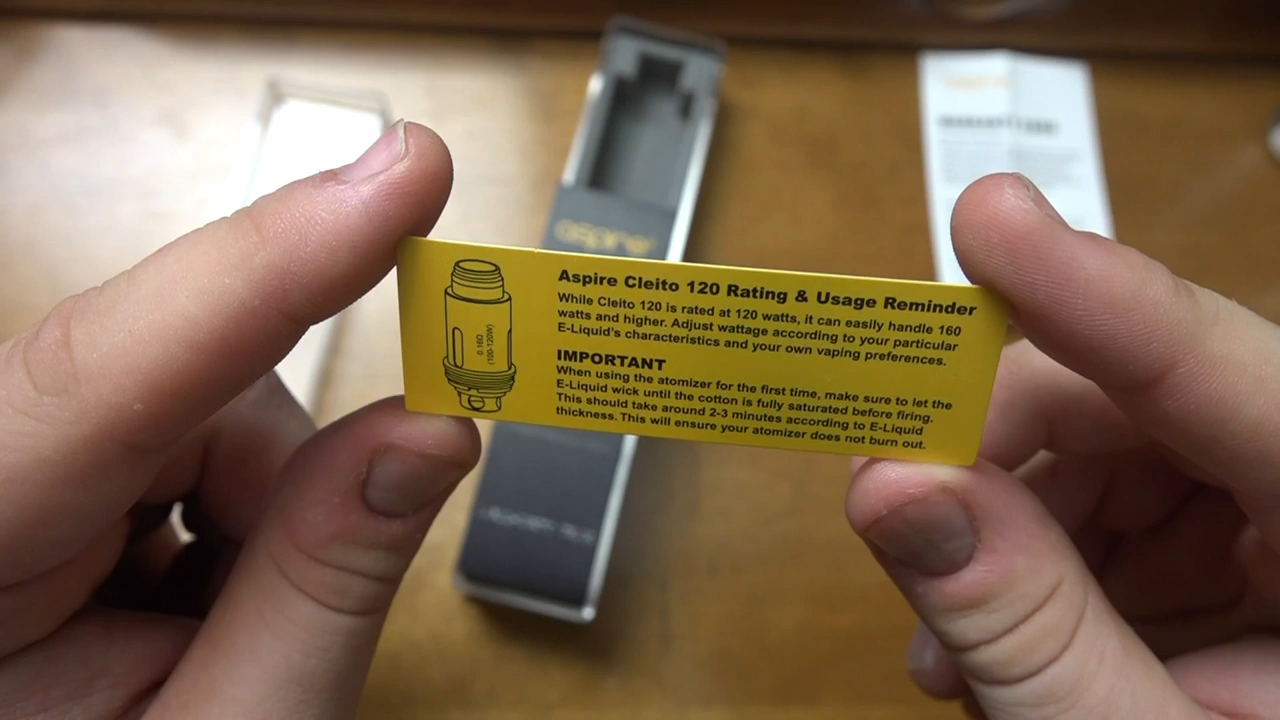 aspire
Aspire Cleito 120 Rating & Usage Reminder
While Cleito 120 is rated at 120 watts, it can easily handle 160
watts and higher. Adjust wattage according to your particular
E-Liquid's characteristics and your own vaping preferences.
IMPORTANT
When using the atomizer for the first time, make sure to let the
E-Liquid wick until the cotton is fully saturated before firing.
This should take around 2-3 minutes according to E-Liquid
thickness. This will ensure your atomizer does not burn out.
0.16Ω
(100-120W)